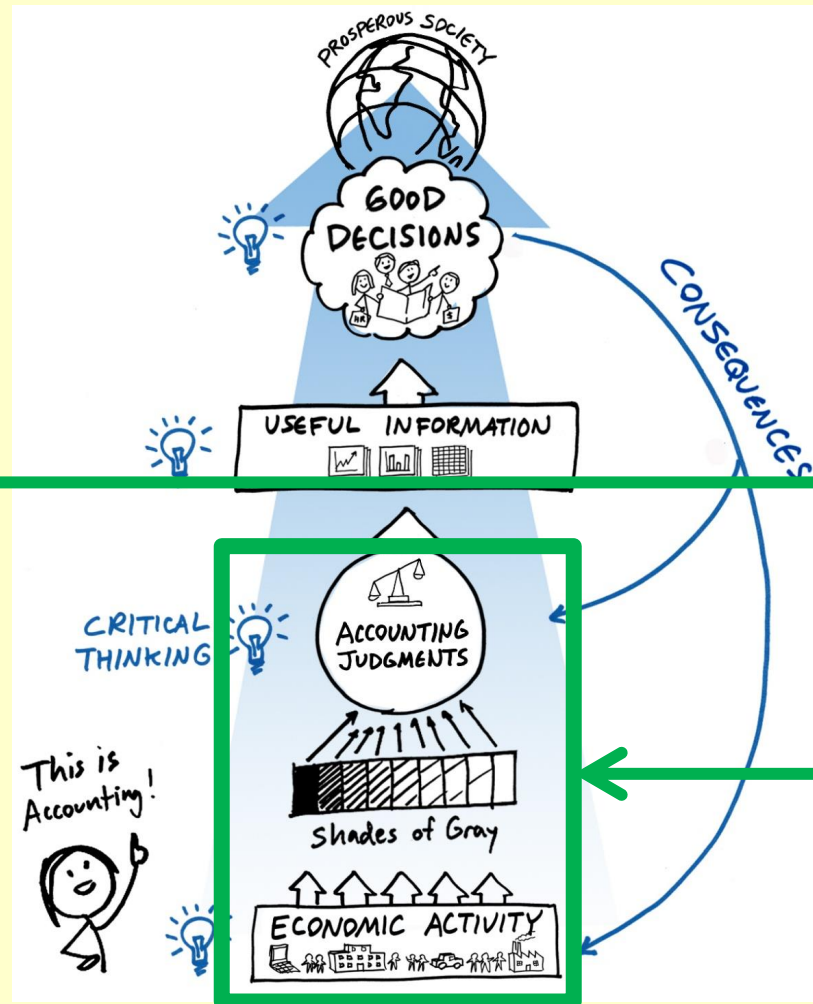 PROSPEROUS SOCIETY
GOOD
DECISIONS
HR
$
CONSEQUENCES
USEFUL INFORMATION
CRITICAL
THINKING
ACCOUNTING
JUDGMENTS
This is
Accounting!
Shades of Gray
ECONOMIC ACTIVITY